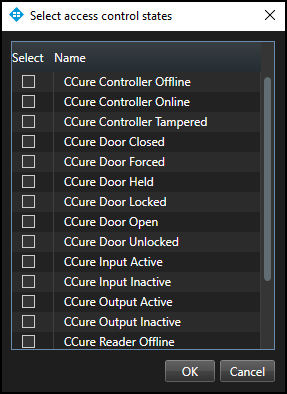 Select access control states
Select Name
CCure Controller Offline
CCure Controller Online
CCure Controller Tampered
CCure Door Closed
CCure Door Forced
CCure Door Held
CCure Door Locked
CCure Door Open
CCure Door Unlocked
CCure Input Active
CCure Input Inactive
CCure Output Active
CCure Output Inactive
CCure Reader Offline
OK Cancel